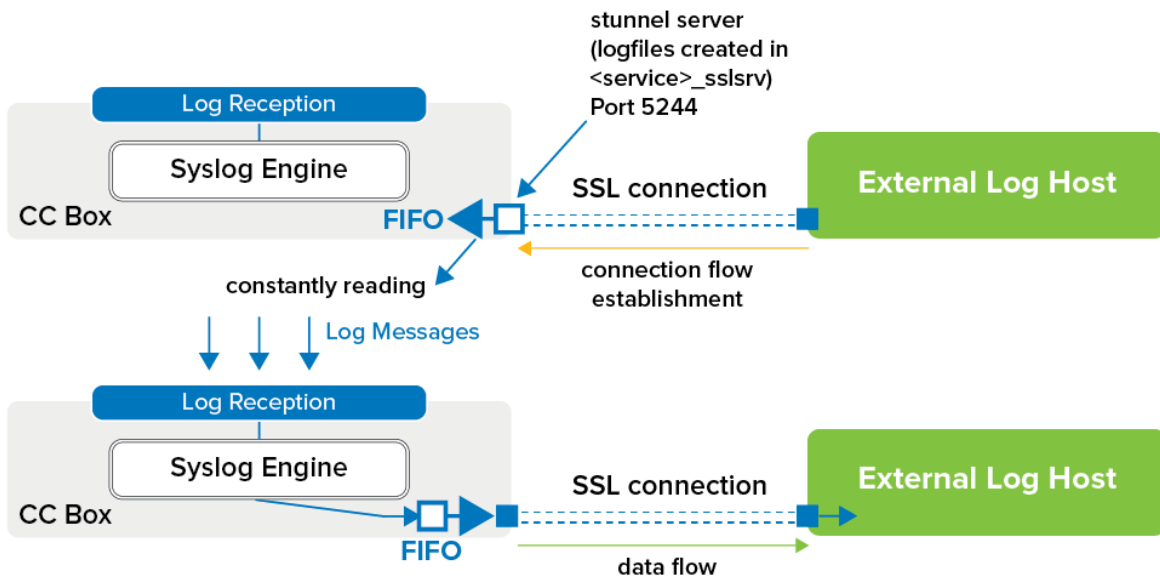 stunnel server
(logfiles created in
<service>_sslsrv)
Port 5244
Log Reception
Syslog Engine
CC Box
FIFO
SSL connection
External Log Host
connection flow
establishment
constantly reading
Log Messages
Log Reception
Syslog Engine
CC Box
FIFO
SSL connection
External Log Host
data flow